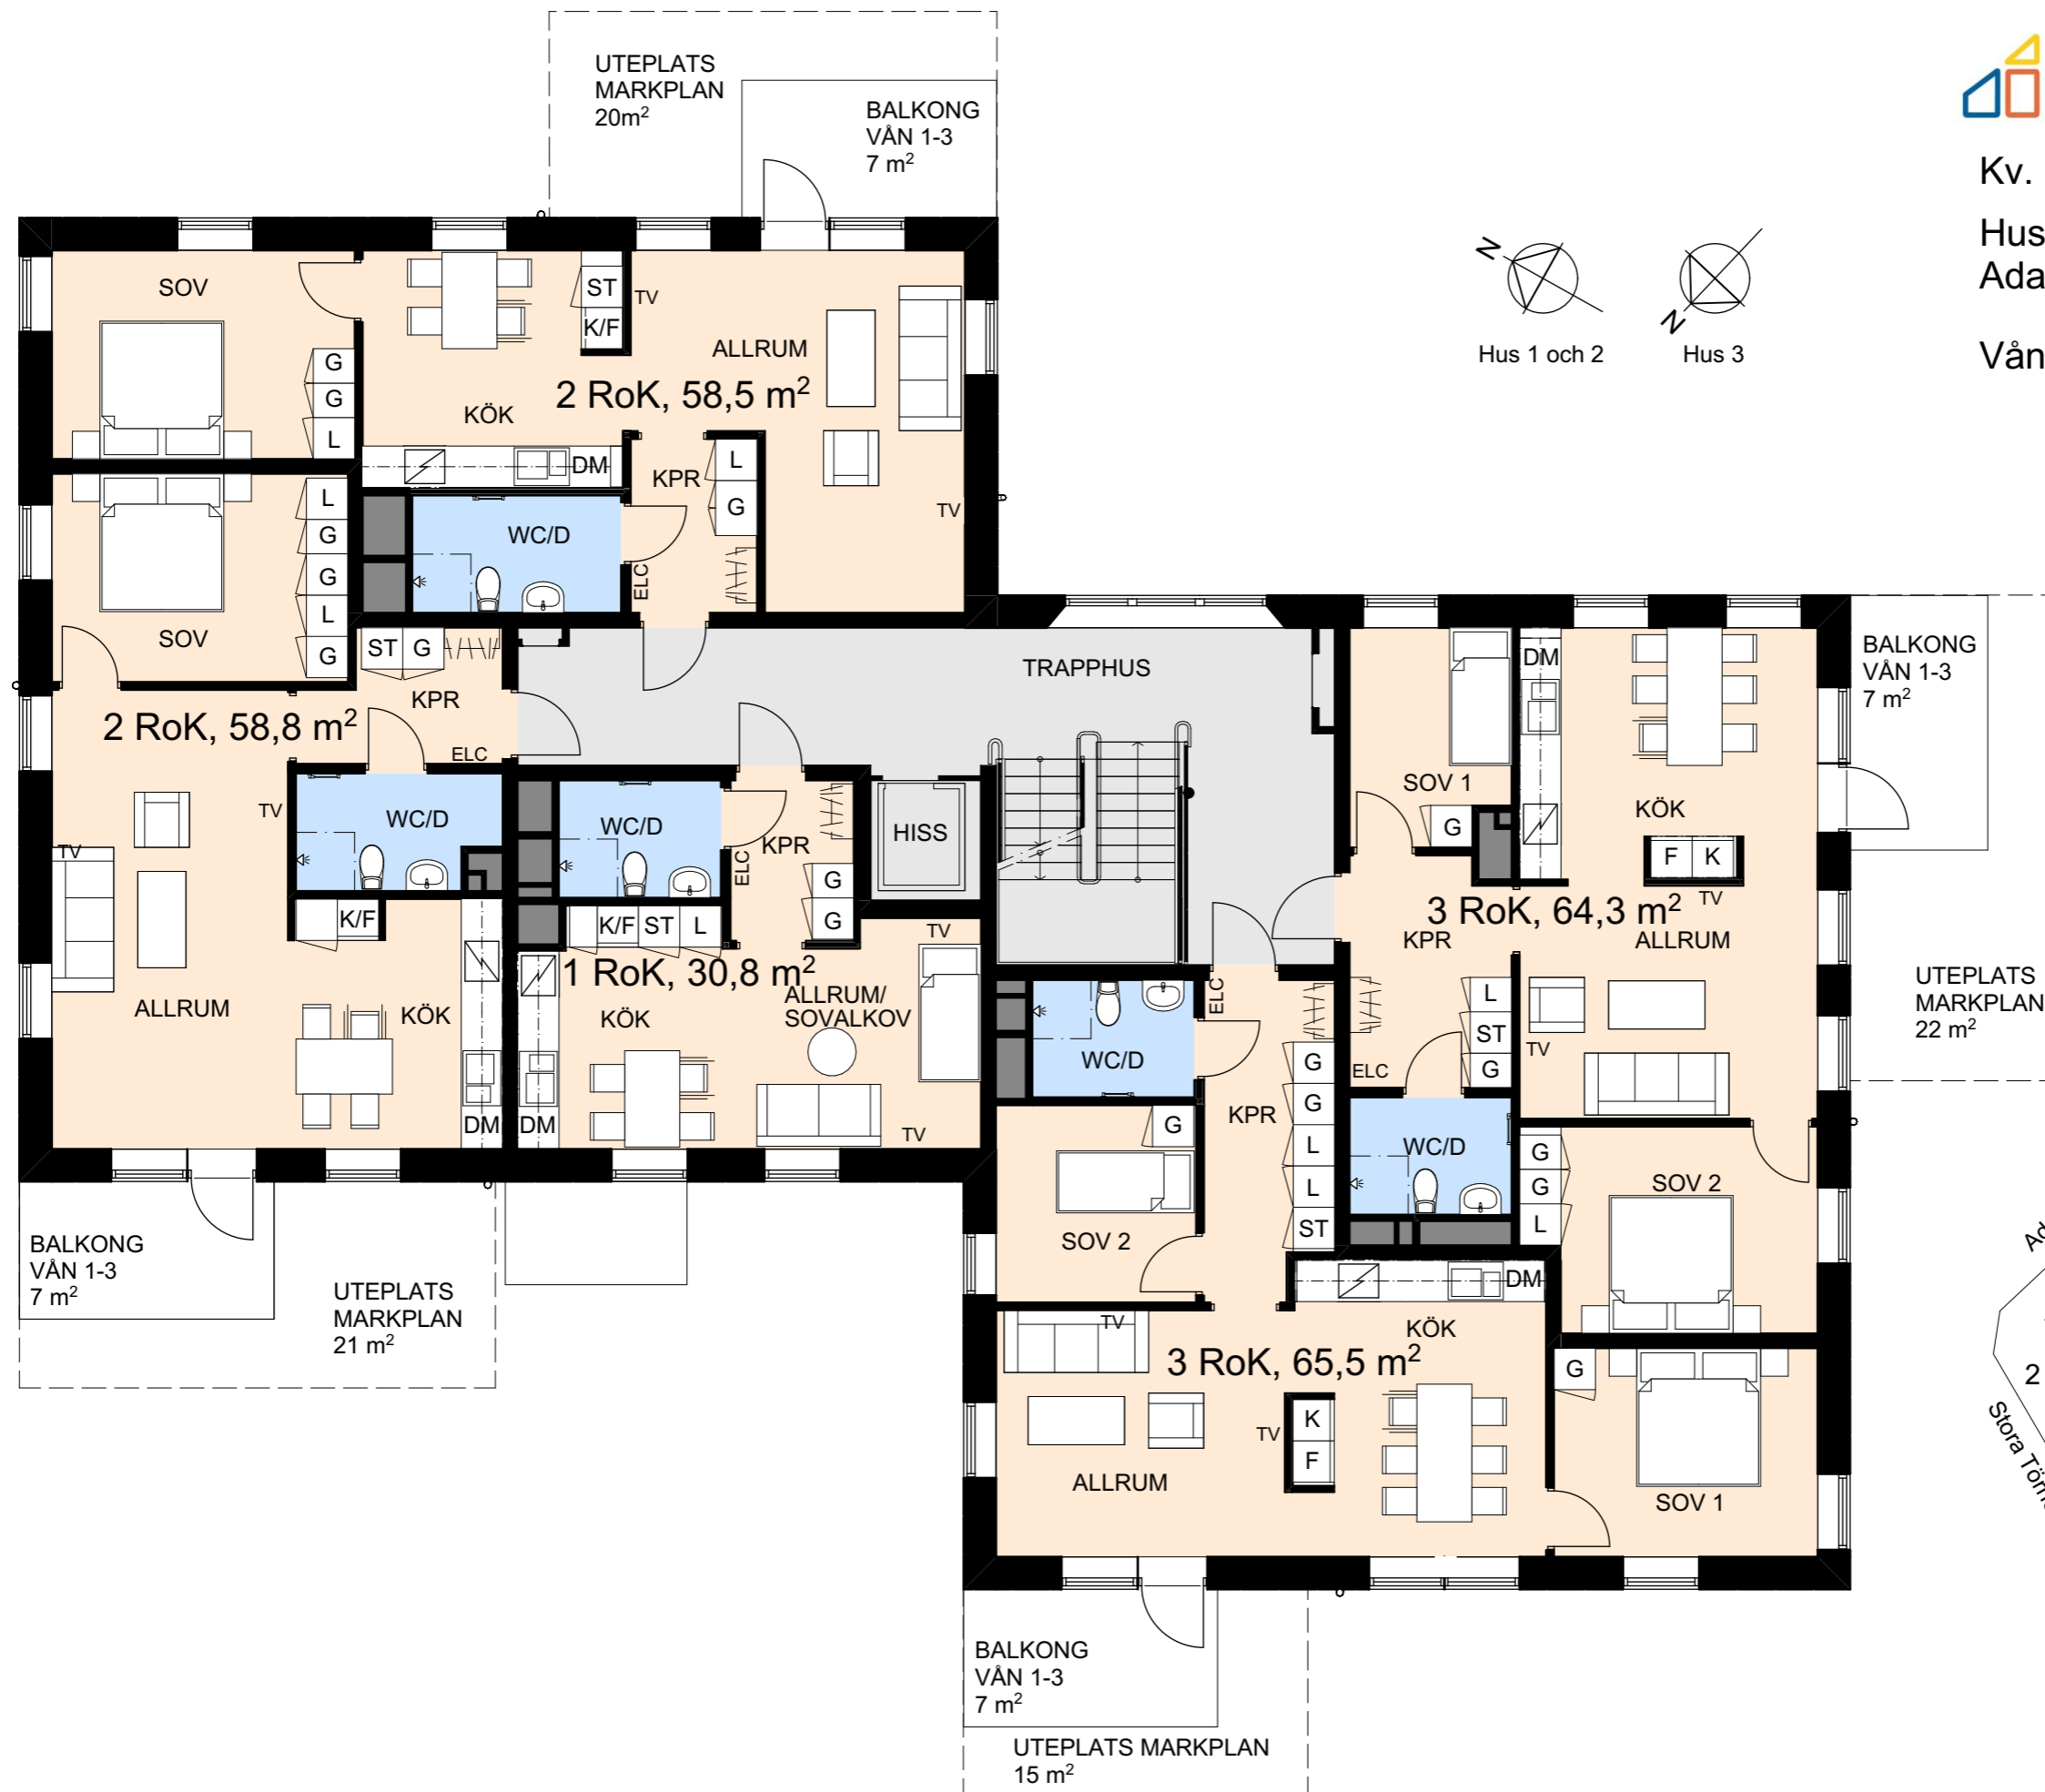 UTEPLATS
MARKPLAN
20m²
BALKONG
VÅN 1-3
7 m²
Kv.
Hus
Ada
Vån
N
Hus 1 och 2
N
Hus 3
SOV
G
G
L
ST
K/F
TV
ALLRUM
2 RoK, 58,5 m²
KÖK
DM
KPR
L
G
TV
WC/D
ELC
L
G
G
L
G
SOV
ST
G
KPR
2 RoK, 58,8 m²
ELC
TV
WC/D
TV
K/F
ALLRUM
KÖK
DM
TRAPPHUS
HISS
WC/D
ELC
KPR
G
G
K/F
ST
L
TV
1 RoK, 30,8 m²
KÖK
ALLRUM/
SOVALKOV
DM
TV
SOV 1
G
DM
KÖK
F
K
TV
3 RoK, 64,3 m²
KPR
ALLRUM
L
ST
G
TV
ELC
WC/D
G
G
L
SOV 2
BALKONG
VÅN 1-3
7 m²
UTEPLATS
MARKPLAN
22 m²
ELC
WC/D
KPR
G
G
L
L
ST
G
SOV 2
DM
TV
KÖK
3 RoK, 65,5 m²
K
F
TV
ALLRUM
G
SOV 1
BALKONG
VÅN 1-3
7 m²
UTEPLATS
MARKPLAN
21 m²
BALKONG
VÅN 1-3
7 m²
UTEPLATS MARKPLAN
15 m²
2
Stora